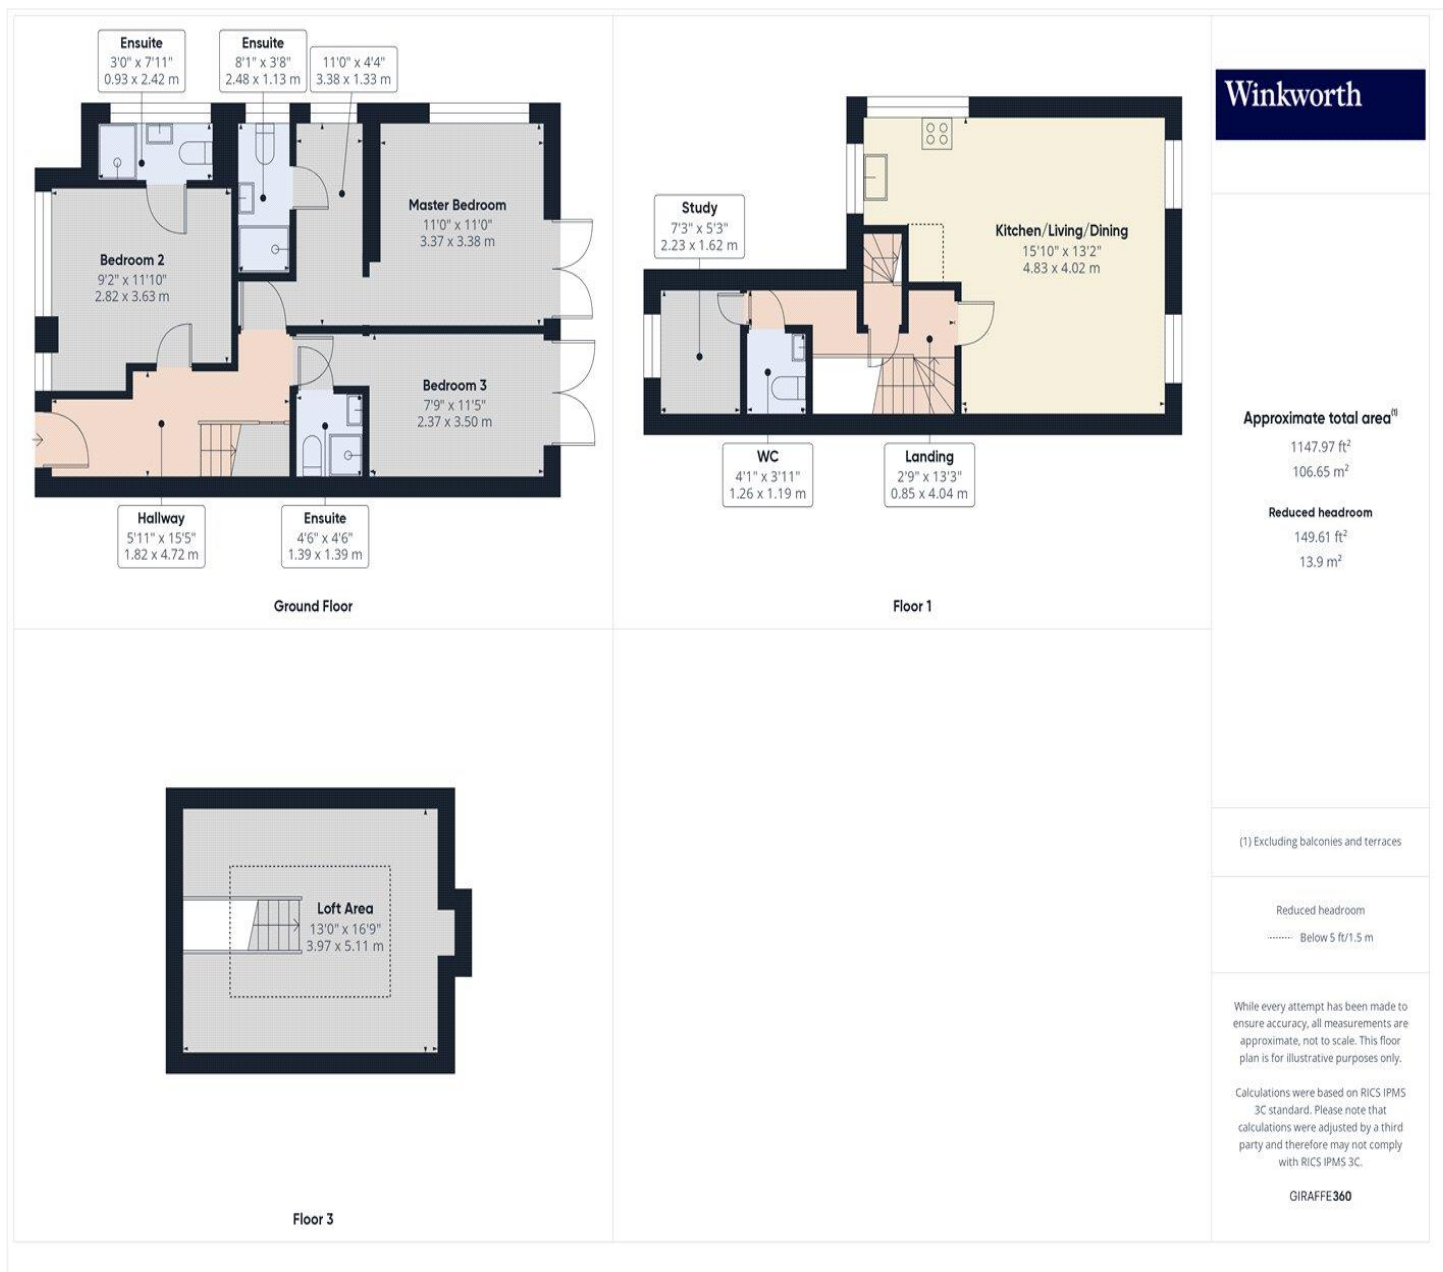 Ensuite
3'0" x 7'11"
0.93 x 2.42 m
Ensuite
8'1" x 3'8"
2.48 x 1.13 m
11'0" x 4'4"
3.38 x 1.33 m
Master Bedroom
11'0" x 11'0"
3.37 x 3.38 m
Bedroom 2
9'2" x 11'10"
2.82 x 3.63 m
Bedroom 3
7'9" x 11'5"
2.37 x 3.50 m
Hallway
5'11" x 15'5"
1.82 x 4.72 m
Ensuite
4'6" x 4'6"
1.39 x 1.39 m
Ground Floor
Study
7'3" x 5'3"
2.23 x 1.62 m
Kitchen/Living/Dining
15'10" x 13'2"
4.83 x 4.02 m
WC
4'1" x 3'11"
1.26 x 1.19 m
Landing
2'9" x 13'3"
0.85 x 4.04 m
Floor 1
Loft Area
13'0" x 16'9"
3.97 x 5.11 m
Floor 3
Winkworth
Approximate total area(1)
1147.97 ft²
106.65 m²
Reduced headroom
149.61 ft²
13.9 m²
(1) Excluding balconies and terraces
Reduced headroom
Below 5 ft/1.5 m
While every attempt has been made to
ensure accuracy, all measurements are
approximate, not to scale. This floor
plan is for illustrative purposes only.
Calculations were based on RICS IPMS
3C standard. Please note that
calculations were adjusted by a third
party and therefore may not comply
with RICS IPMS 3C.
GIRAFFE360